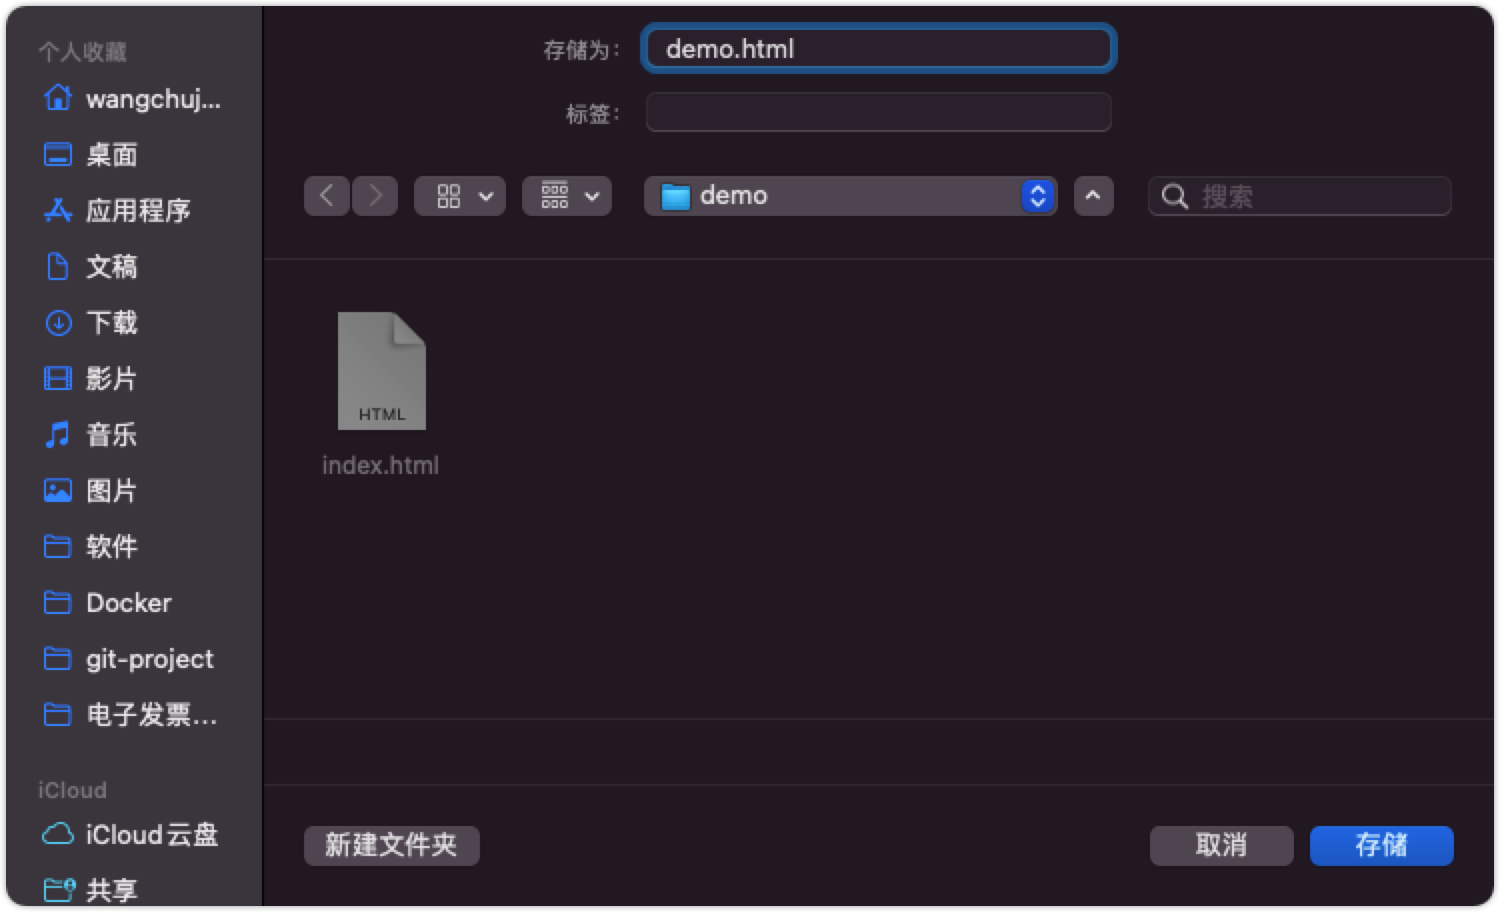 个人收藏
wangchuj...
桌面
应用程序
文稿
下载
影片
音乐
图片
软件
Docker
git-project
电子发票...
iCloud
iCloud云盘
共享
存储为: demo.html
标签:
demo
搜索
HTML
index.html
新建文件夹
取消
存储